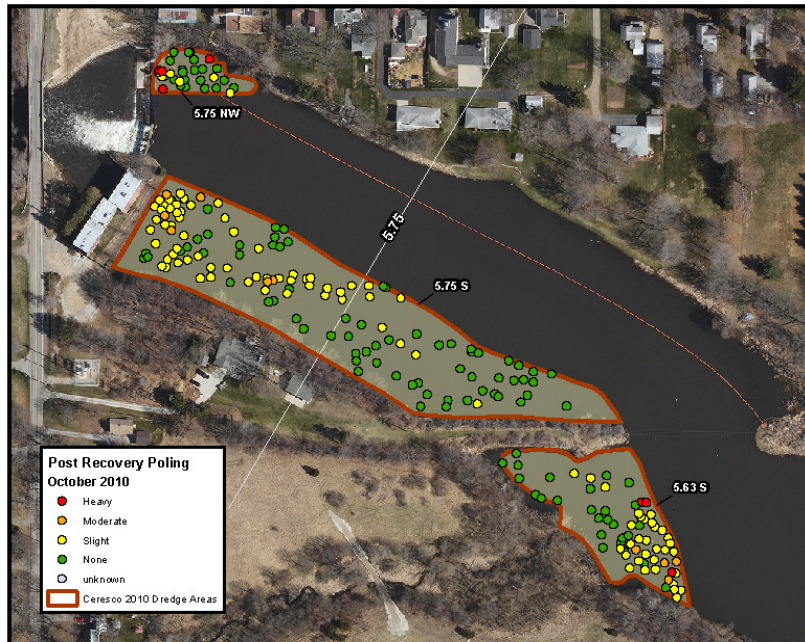 5.75 NW
5.75
5.75 S
5.63 S
Post Recovery Poling
October 2010
Heavy
Moderate
Slight
None
unknown
Ceresco 2010 Dredge Areas